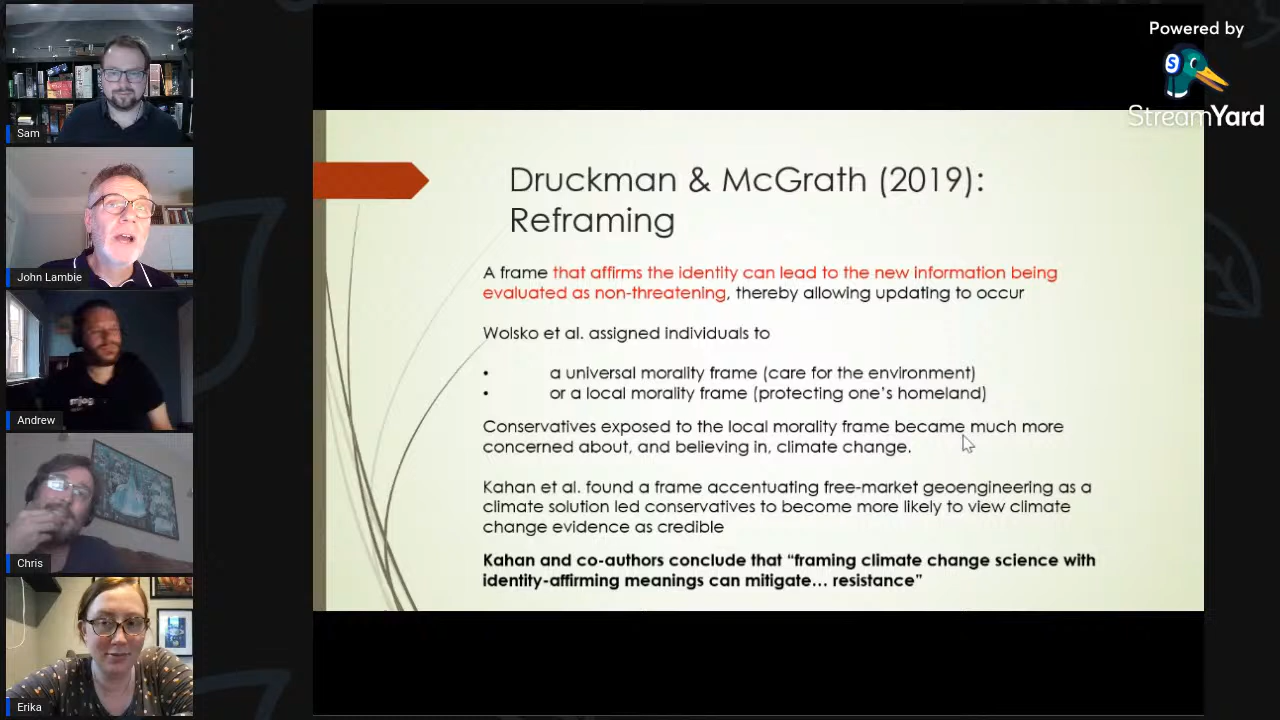 Powered by
S
StreamYard
Sam
John Lambie
Andrew
Chris
Erika
Druckman & McGrath (2019):
Reframing
A frame that affirms the identity can lead to the new information being
evaluated as non-threatening, thereby allowing updating to occur
Wolsko et al. assigned individuals to
• a universal morality frame (care for the environment)
• or a local morality frame (protecting one's homeland)
Conservatives exposed to the local morality frame became much more
concerned about, and believing in, climate change.
Kahan et al. found a frame accentuating free-market geoengineering as a
climate solution led conservatives to become more likely to view climate
change evidence as credible
Kahan and co-authors conclude that “framing climate change science with
identity-affirming meanings can mitigate… resistance”